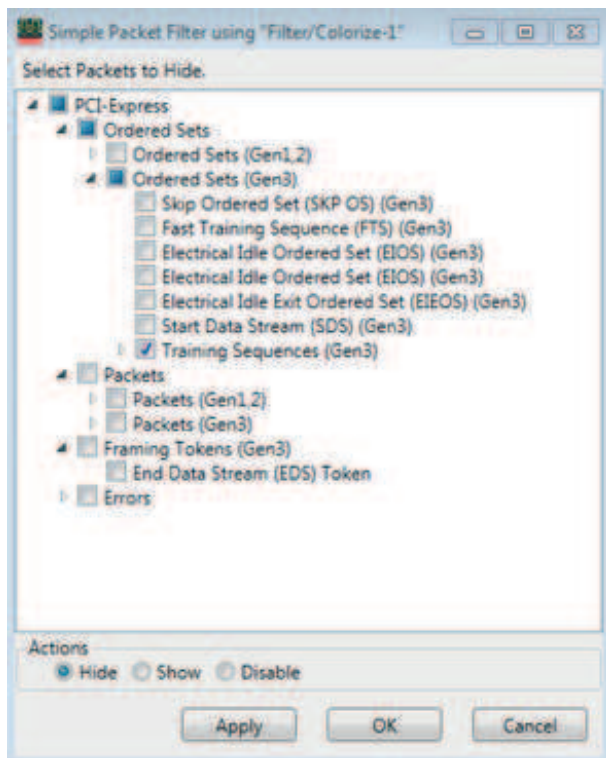 Simple Packet Filter using "Filter/Colorize-1"
Select Packets to Hide.
PCI-Express
Ordered Sets
Ordered Sets (Gen1,2)
Ordered Sets (Gen3)
Skip Ordered Set (SKP OS) (Gen3)
Fast Training Sequence (FTS) (Gen3)
Electrical Idle Ordered Set (EIOS) (Gen3)
Electrical Idle Ordered Set (EIOS) (Gen3)
Electrical Idle Exit Ordered Set (EIEOS) (Gen3)
Start Data Stream (SDS) (Gen3)
Training Sequences (Gen3)
Packets
Packets (Gen1,2)
Packets (Gen3)
Framing Tokens (Gen3)
End Data Stream (EDS) Token
Errors
Actions
Hide Show Disable
Apply OK Cancel